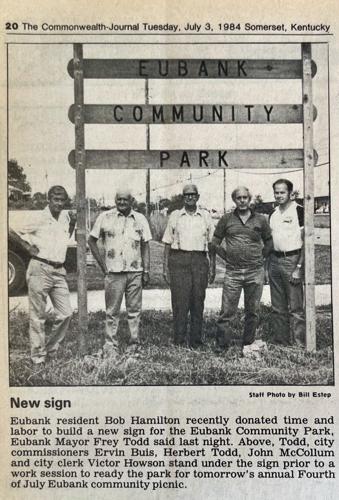 20 The Commonwealth-Journal Tuesday, July 3, 1984 Somerset, Kentucky
EUBANK
COMMUNITY
PARK
Staff Photo by Bill Estep
New sign
Eubank resident Bob Hamilton recently donated time and
labor to build a new sign for the Eubank Community Park,
Eubank Mayor Frey Todd said last night. Above, Todd, city
commissioners Ervin Buis, Herbert Todd, John McCollum
and city clerk Victor Howson stand under the sign prior to a
work session to ready the park for tomorrow's annual Fourth
of July Eubank community picnic.